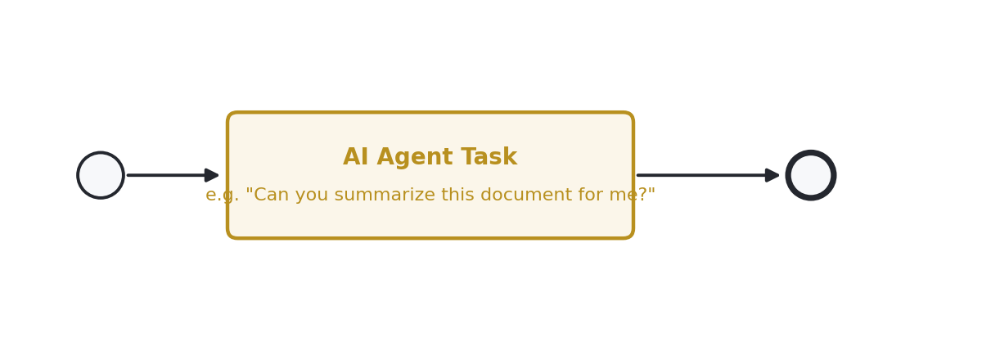 AI Agent Task
e.g. "Can you summarize this document for me?"